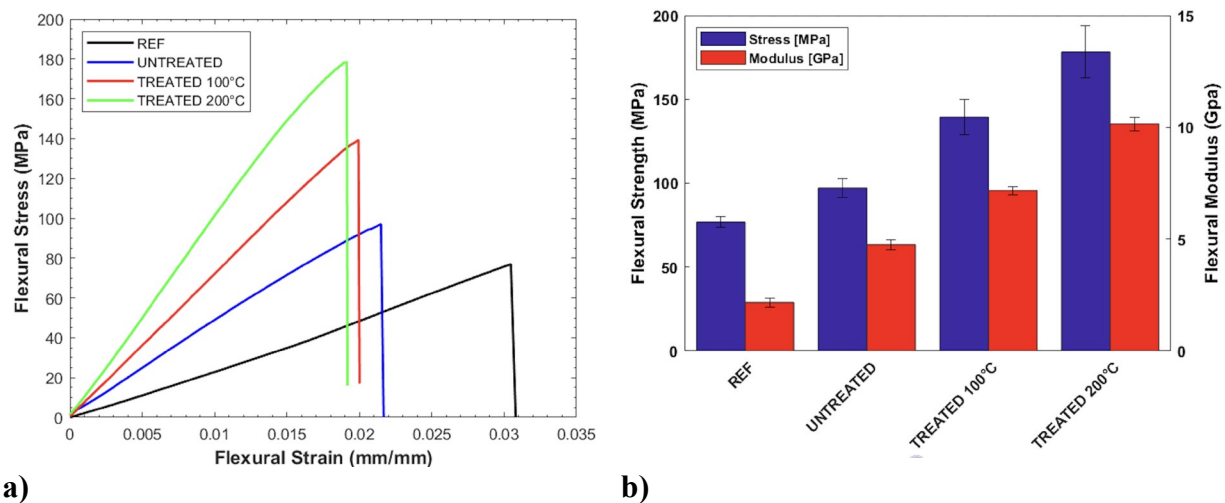 200
180
160
140
120
100
80
60
40
20
0
Flexural Stress (MPa)
REF
UNTREATED
TREATED 100°C
TREATED 200°C
0 0.005 0.01 0.015 0.02 0.025 0.03 0.035
Flexural Strain (mm/mm)
a)
200
150
100
50
0
Flexural Strength (MPa)
Stress [MPa]
Modulus [GPa]
15
10
5
0
Flexural Modulus (Gpa)
REF
UNTREATED
TREATED 100°C
TREATED 200°C
b)